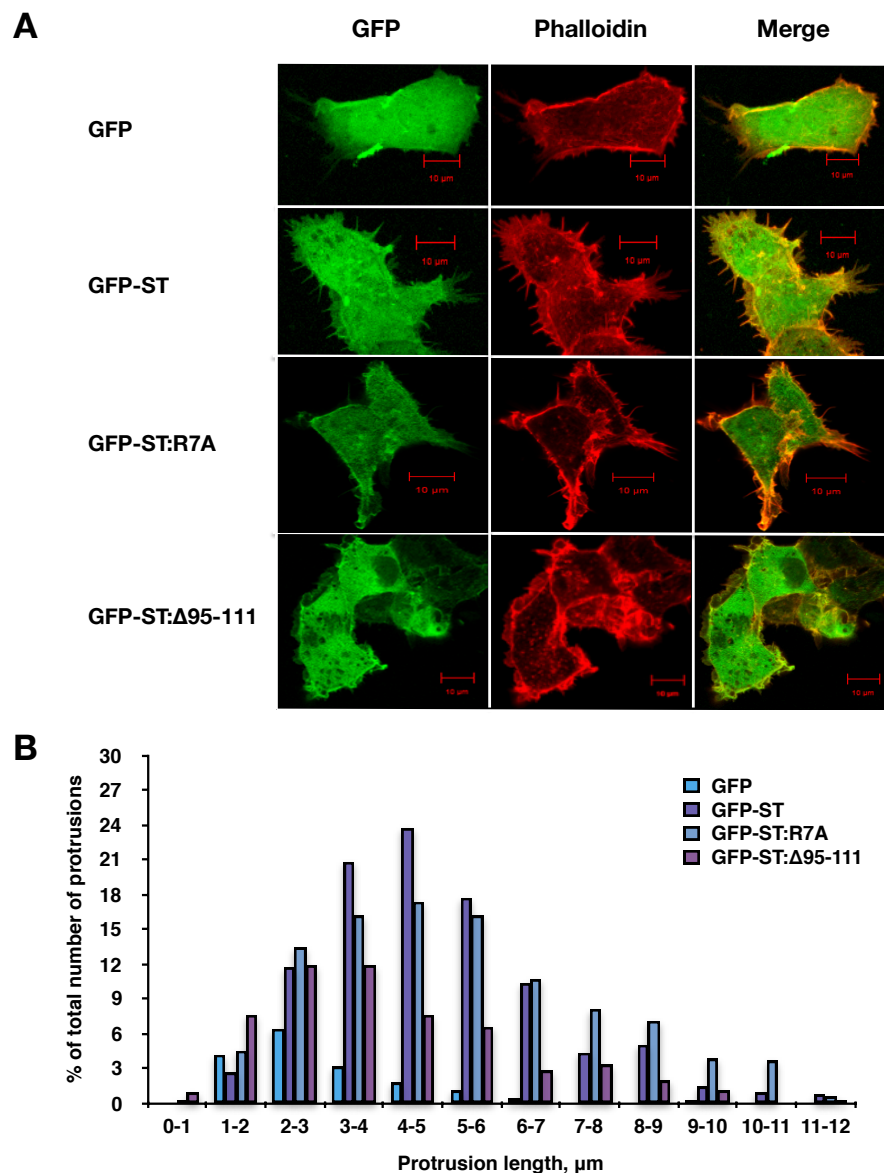 A
GFP Phalloidin Merge
GFP
10 µm 10 µm 10 µm
GFP-ST
10 µm 10 µm 10 µm
GFP-ST:R7A
10 µm 10 µm 10 µm
GFP-ST:Δ95-111
10 µm 10 µm 10 µm
B
% of total number of protrusions
30
27
24
21
18
15
12
9
6
3
0
GFP
GFP-ST
GFP-ST:R7A
GFP-ST:Δ95-111
0-1 1-2 2-3 3-4 4-5 5-6 6-7 7-8 8-9 9-10 10-11 11-12
Protrusion length, µm